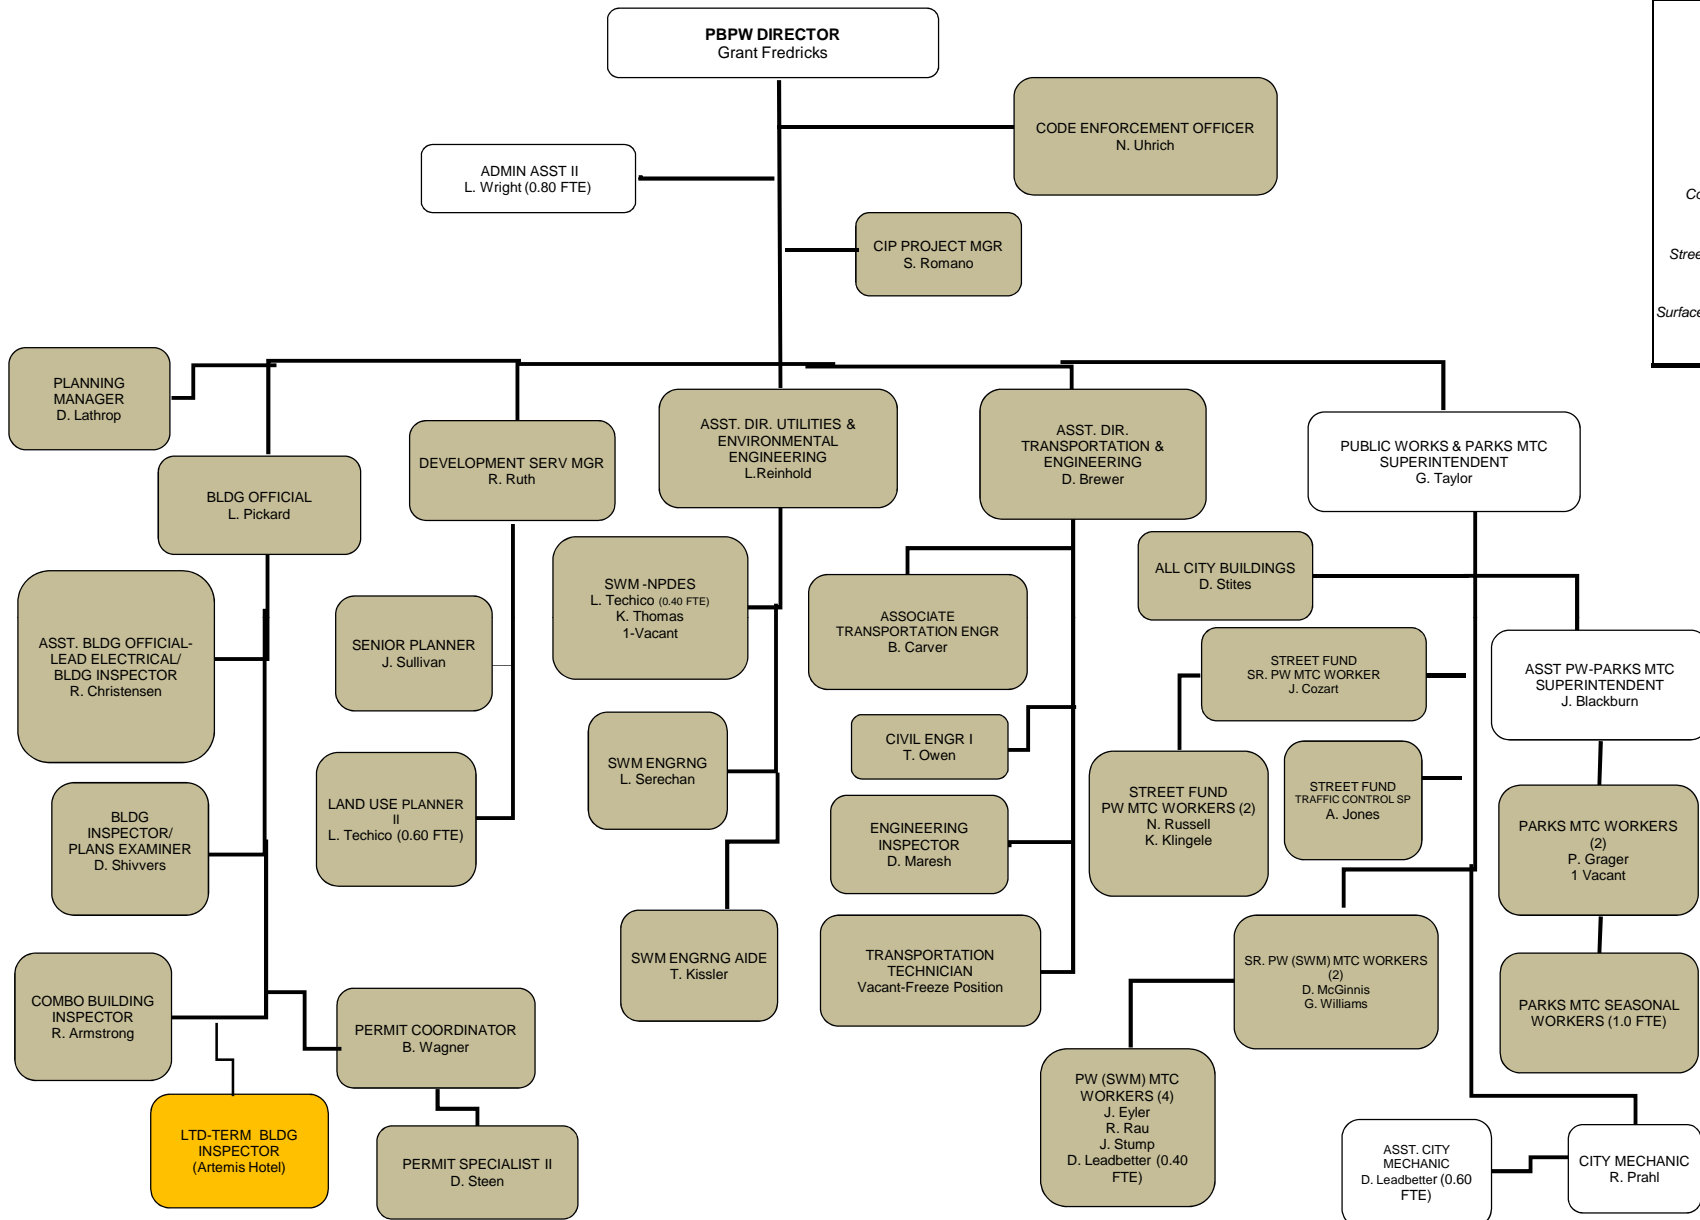 PBPW DIRECTOR
Grant Fredricks
CODE ENFORCEMENT OFFICER
N. Uhrich
ADMIN ASST II
L. Wright (0.80 FTE)
CIP PROJECT MGR
S. Romano
PLANNING
MANAGER
D. Lathrop
BLDG OFFICIAL
L. Pickard
DEVELOPMENT SERV MGR
R. Ruth
ASST. DIR. UTILITIES &
ENVIRONMENTAL
ENGINEERING
L.Reinhold
ASST. DIR.
TRANSPORTATION &
ENGINEERING
D. Brewer
PUBLIC WORKS & PARKS MTC
SUPERINTENDENT
G. Taylor
ASST. BLDG OFFICIAL-
LEAD ELECTRICAL/
BLDG INSPECTOR
R. Christensen
BLDG
INSPECTOR/
PLANS EXAMINER
D. Shivvers
COMBO BUILDING
INSPECTOR
R. Armstrong
LTD-TERM BLDG
INSPECTOR
(Artemis Hotel)
PERMIT COORDINATOR
B. Wagner
PERMIT SPECIALIST II
D. Steen
SENIOR PLANNER
J. Sullivan
LAND USE PLANNER
II
L. Techico (0.60 FTE)
SWM -NPDES
L. Techico (0.40 FTE)
K. Thomas
1-Vacant
SWM ENGRNG
L. Serechan
SWM ENGRNG AIDE
T. Kissler
ASSOCIATE
TRANSPORTATION ENGR
B. Carver
CIVIL ENGR I
T. Owen
ENGINEERING
INSPECTOR
D. Maresh
TRANSPORTATION
TECHNICIAN
Vacant-Freeze Position
ALL CITY BUILDINGS
D. Stites
STREET FUND
SR. PW MTC WORKER
J. Cozart
STREET FUND
PW MTC WORKERS (2)
N. Russell
K. Klingele
STREET FUND
TRAFFIC CONTROL SP
A. Jones
SR. PW (SWM) MTC WORKERS
(2)
D. McGinnis
G. Williams
PW (SWM) MTC
WORKERS (4)
J. Eyler
R. Rau
J. Stump
D. Leadbetter (0.40
FTE)
ASST PW-PARKS MTC
SUPERINTENDENT
J. Blackburn
PARKS MTC WORKERS
(2)
P. Grager
1 Vacant
PARKS MTC SEASONAL
WORKERS (1.0 FTE)
ASST. CITY
MECHANIC
D. Leadbetter (0.60
FTE)
CITY MECHANIC
R. Prahl
Surface